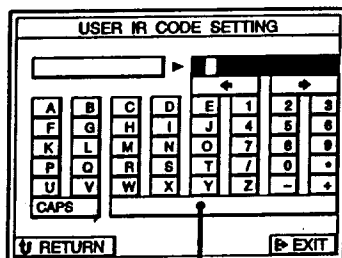 USER IR CODE SETTING
A B C D E 1 2 3
F G H I J 4 5 6
K L M N O 7 8 9
P Q R S T / 0 *
U V W X Y Z - +
CAPS
RETURN EXIT